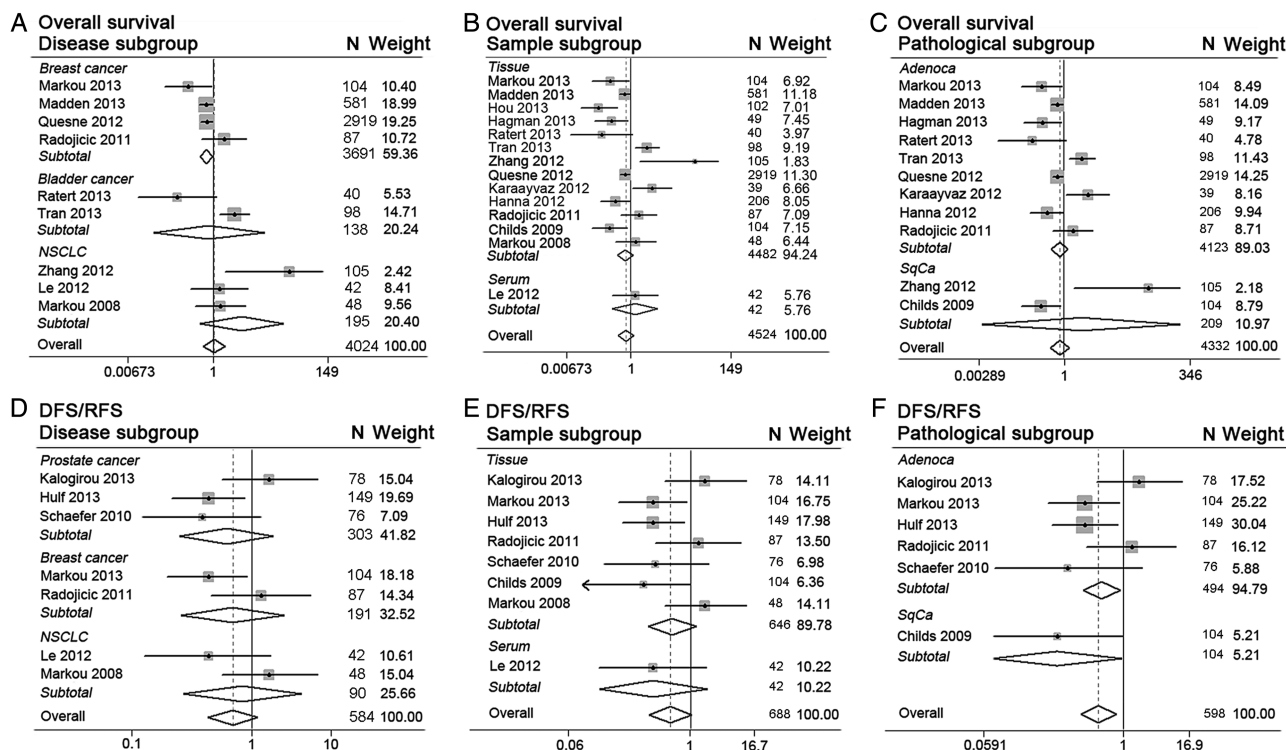 A Overall survival
Disease subgroup N Weight
Breast cancer
Markou 2013 104 10.40
Madden 2013 581 18.99
Quesne 2012 2919 19.25
Radojicic 2011 87 10.72
Subtotal 3691 59.36
Bladder cancer
Ratert 2013 40 5.53
Tran 2013 98 14.71
Subtotal 138 20.24
NSCLC
Zhang 2012 105 2.42
Le 2012 42 8.41
Markou 2008 48 9.56
Subtotal 195 20.40
Overall 4024 100.00
0.00673 1 149
B Overall survival
Sample subgroup N Weight
Tissue
Markou 2013 104 6.92
Madden 2013 581 11.18
Hou 2013 102 7.01
Hagman 2013 49 7.45
Ratert 2013 40 3.97
Tran 2013 98 9.19
Zhang 2012 105 1.83
Quesne 2012 2919 11.30
Karaayvaz 2012 39 6.66
Hanna 2012 206 8.05
Radojicic 2011 87 7.09
Childs 2009 104 7.15
Markou 2008 48 6.44
Subtotal 4482 94.24
Serum
Le 2012 42 5.76
Subtotal 42 5.76
Overall 4524 100.00
0.00673 1 149
C Overall survival
Pathological subgroup N Weight
Adenoca
Markou 2013 104 8.49
Madden 2013 581 14.09
Hagman 2013 49 9.17
Ratert 2013 40 4.78
Tran 2013 98 11.43
Quesne 2012 2919 14.25
Karaayvaz 2012 39 8.16
Hanna 2012 206 9.94
Radojicic 2011 87 8.71
Subtotal 4123 89.03
SqCa
Zhang 2012 105 2.18
Childs 2009 104 8.79
Subtotal 209 10.97
Overall 4332 100.00
0.00289 1 346
D DFS/RFS
Disease subgroup N Weight
Prostate cancer
Kalogirou 2013 78 15.04
Hulf 2013 149 19.69
Schaefer 2010 76 7.09
Subtotal 303 41.82
Breast cancer
Markou 2013 104 18.18
Radojicic 2011 87 14.34
Subtotal 191 32.52
NSCLC
Le 2012 42 10.61
Markou 2008 48 15.04
Subtotal 90 25.66
Overall 584 100.00
0.1 1 10
E DFS/RFS
Sample subgroup N Weight
Tissue
Kalogirou 2013 78 14.11
Markou 2013 104 16.75
Hulf 2013 149 17.98
Radojicic 2011 87 13.50
Schaefer 2010 76 6.98
Childs 2009 104 6.36
Markou 2008 48 14.11
Subtotal 646 89.78
Serum
Le 2012 42 10.22
Subtotal 42 10.22
Overall 688 100.00
0.06 1 16.7
F DFS/RFS
Pathological subgroup N Weight
Adenoca
Kalogirou 2013 78 17.52
Markou 2013 104 25.22
Hulf 2013 149 30.04
Radojicic 2011 87 16.12
Schaefer 2010 76 5.88
Subtotal 494 94.79
SqCa
Childs 2009 104 5.21
Subtotal 104 5.21
Overall 598 100.00
0.0591 1 16.9